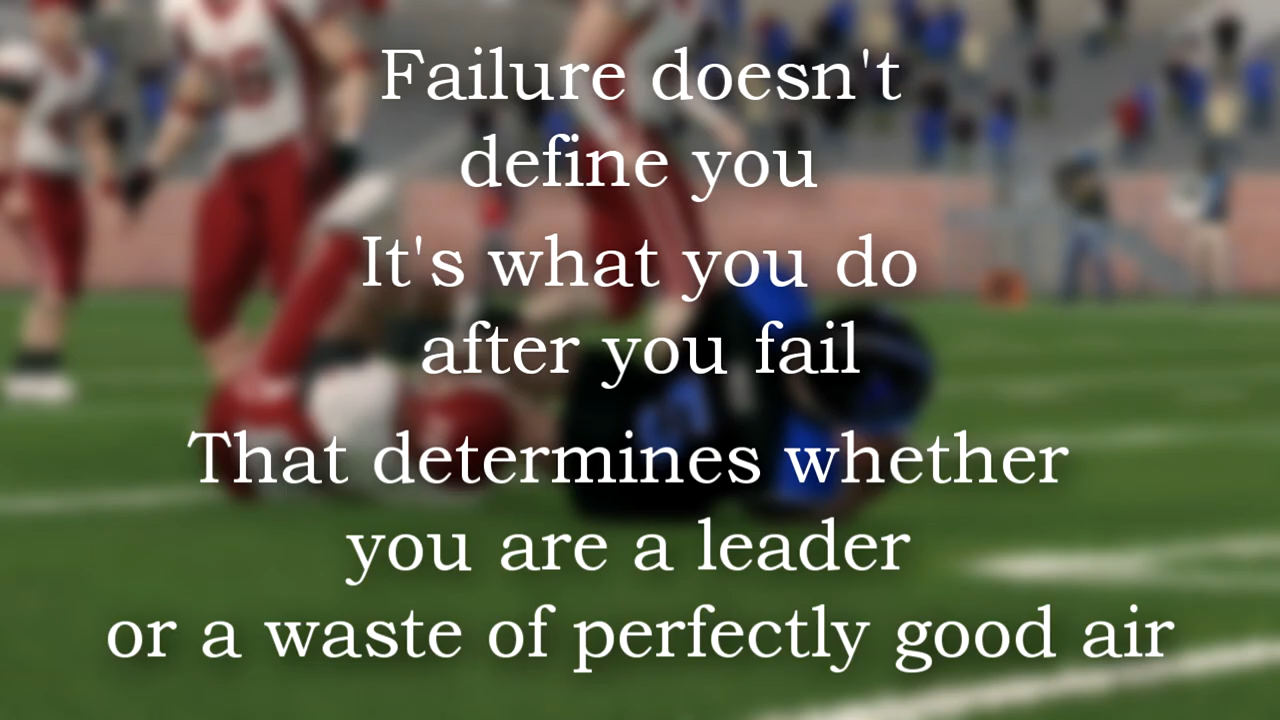 Failure doesn't
define you
It's what you do
after you fail
That determines whether
you are a leader
or a waste of perfectly good air